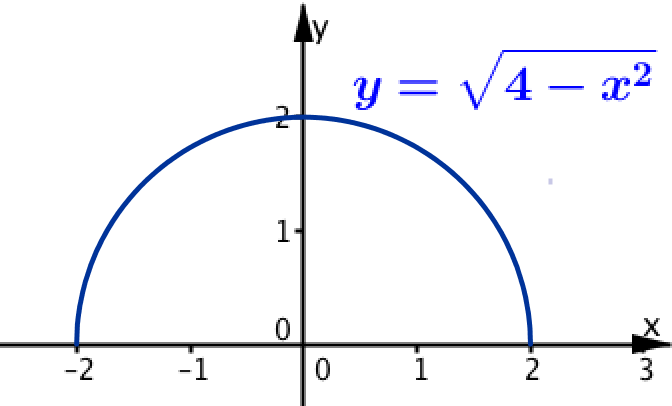 y
y = √(4 − x²)
2
1
0
x
-2 -1 0 1 2 3